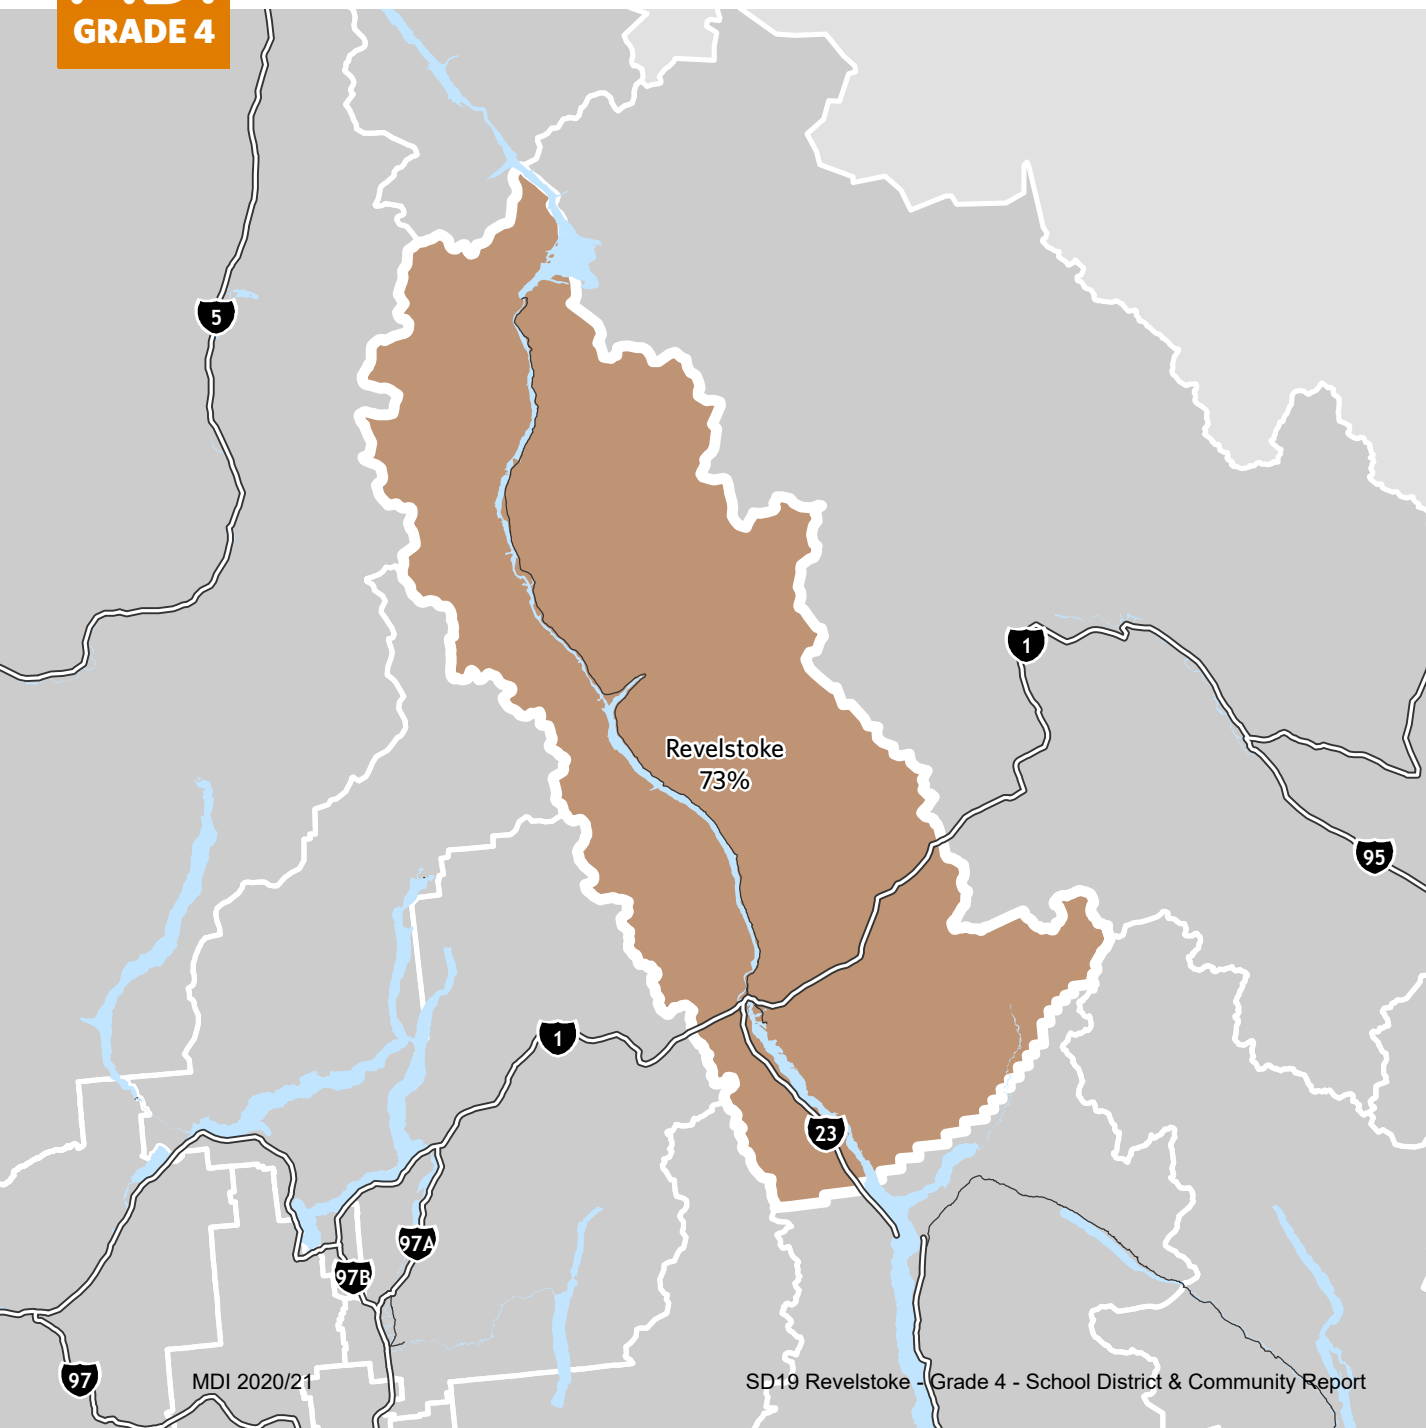 GRADE 4
5
1
Revelstoke
73%
95
1
23
97A
97B
97
MDI 2020/21
SD19 Revelstoke - Grade 4 - School District & Community Report